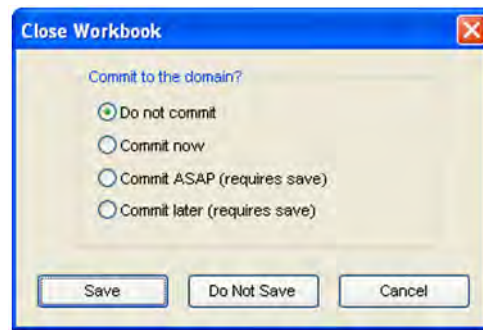 Close Workbook
Commit to the domain?
Do not commit
Commit now
Commit ASAP (requires save)
Commit later (requires save)
Save Do Not Save Cancel